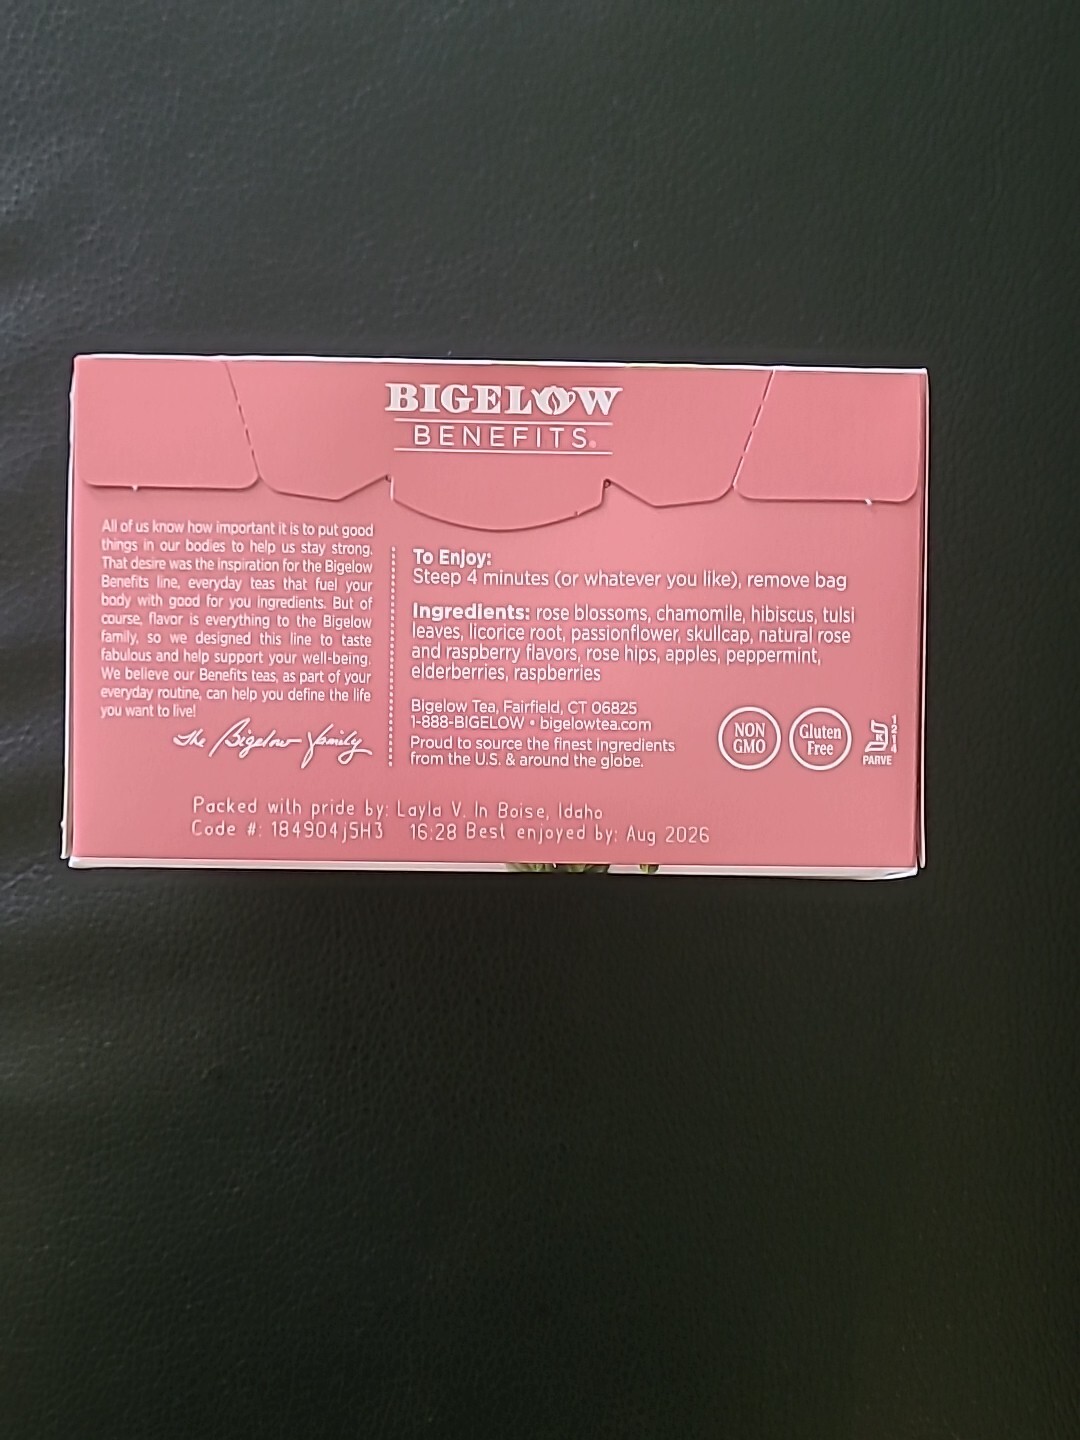 BIGELOW
BENEFITS.
All of us know how important it is to put good
things in our bodies to help us stay strong.
That desire was the inspiration for the Bigelow
Benefits line, everyday teas that fuel your
body with good for you ingredients. But of
course, flavor is everything to the Bigelow
family, so we designed this line to taste
fabulous and help support your well-being.
We believe our Benefits teas, as part of your
everyday routine, can help you define the life
you want to live!
The Bigelow family
To Enjoy:
Steep 4 minutes (or whatever you like), remove bag
Ingredients: rose blossoms, chamomile, hibiscus, tulsi
leaves, licorice root, passionflower, skullcap, natural rose
and raspberry flavors, rose hips, apples, peppermint,
elderberries, raspberries
Bigelow Tea, Fairfield, CT 06825
1-888-BIGELOW • bigelowtea.com
Proud to source the finest ingredients
from the U.S. & around the globe.
NON
GMO
Gluten
Free
PARVE
Packed with pride by: Layla V. In Boise, Idaho
Code #: 184904j5H3 16:28 Best enjoyed by: Aug 2026